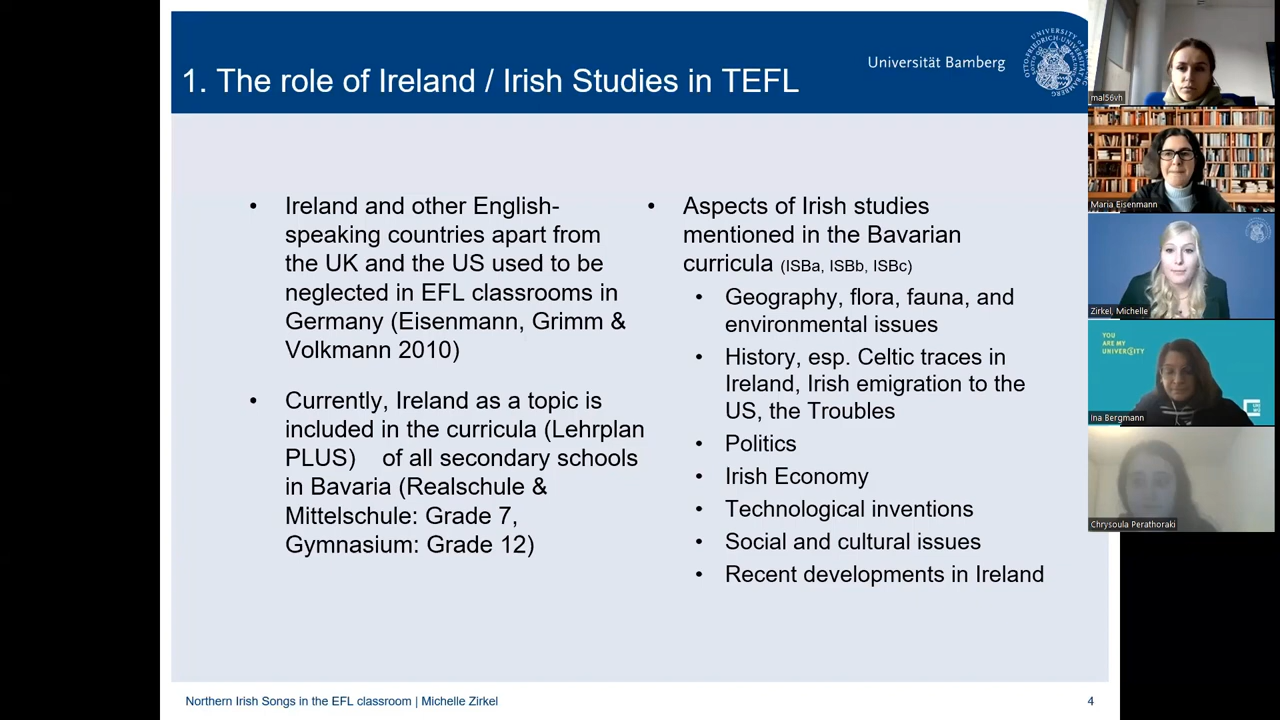 1. The role of Ireland / Irish Studies in TEFL
Universität Bamberg
• Ireland and other English-
speaking countries apart from
the UK and the US used to be
neglected in EFL classrooms in
Germany (Eisenmann, Grimm &
Volkmann 2010)
• Currently, Ireland as a topic is
included in the curricula (Lehrplan
PLUS) of all secondary schools
in Bavaria (Realschule &
Mittelschule: Grade 7,
Gymnasium: Grade 12)
• Aspects of Irish studies
mentioned in the Bavarian
curricula (ISBa, ISBb, ISBc)
• Geography, flora, fauna, and
environmental issues
• History, esp. Celtic traces in
Ireland, Irish emigration to the
US, the Troubles
• Politics
• Irish Economy
• Technological inventions
• Social and cultural issues
• Recent developments in Ireland
Northern Irish Songs in the EFL classroom | Michelle Zirkel
4
mal56vh
Maria Eisenmann
Zirkel, Michelle
YOU
ARE MY
UNIVER(S)ITY
Ina Bergmann
Chrysoula Perathoraki